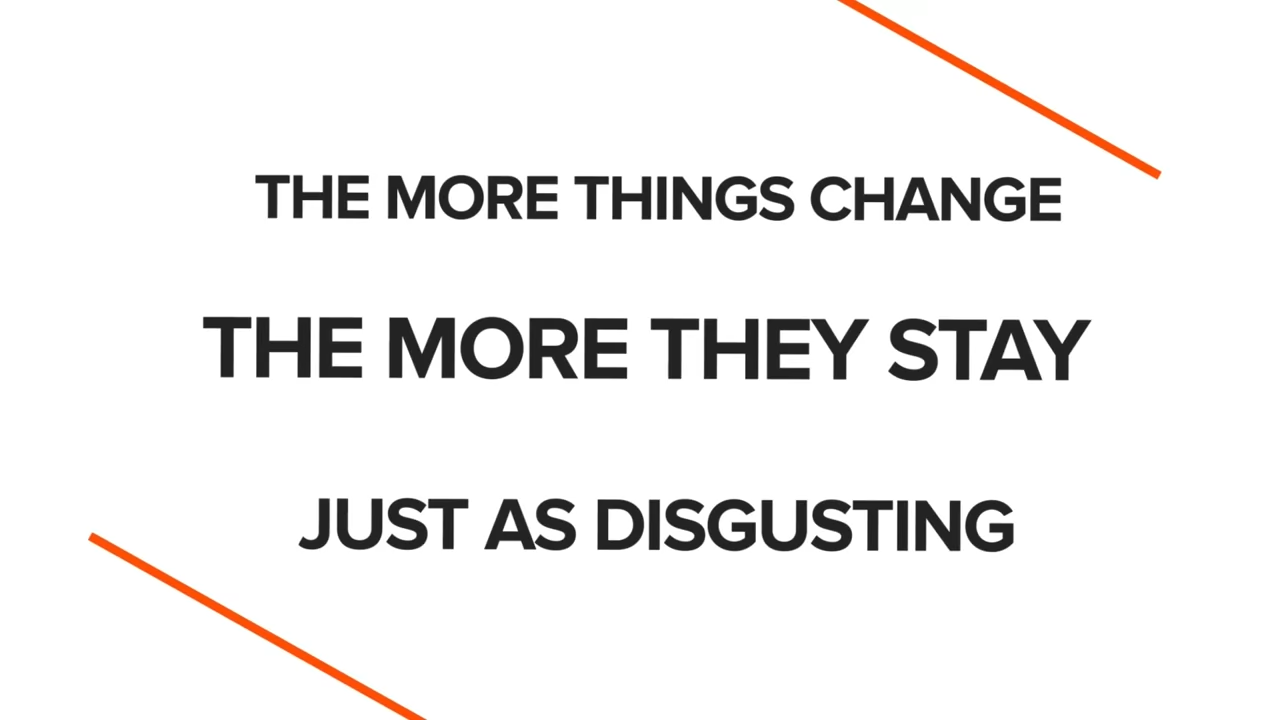 THE MORE THINGS CHANGE
THE MORE THEY STAY
JUST AS DISGUSTING